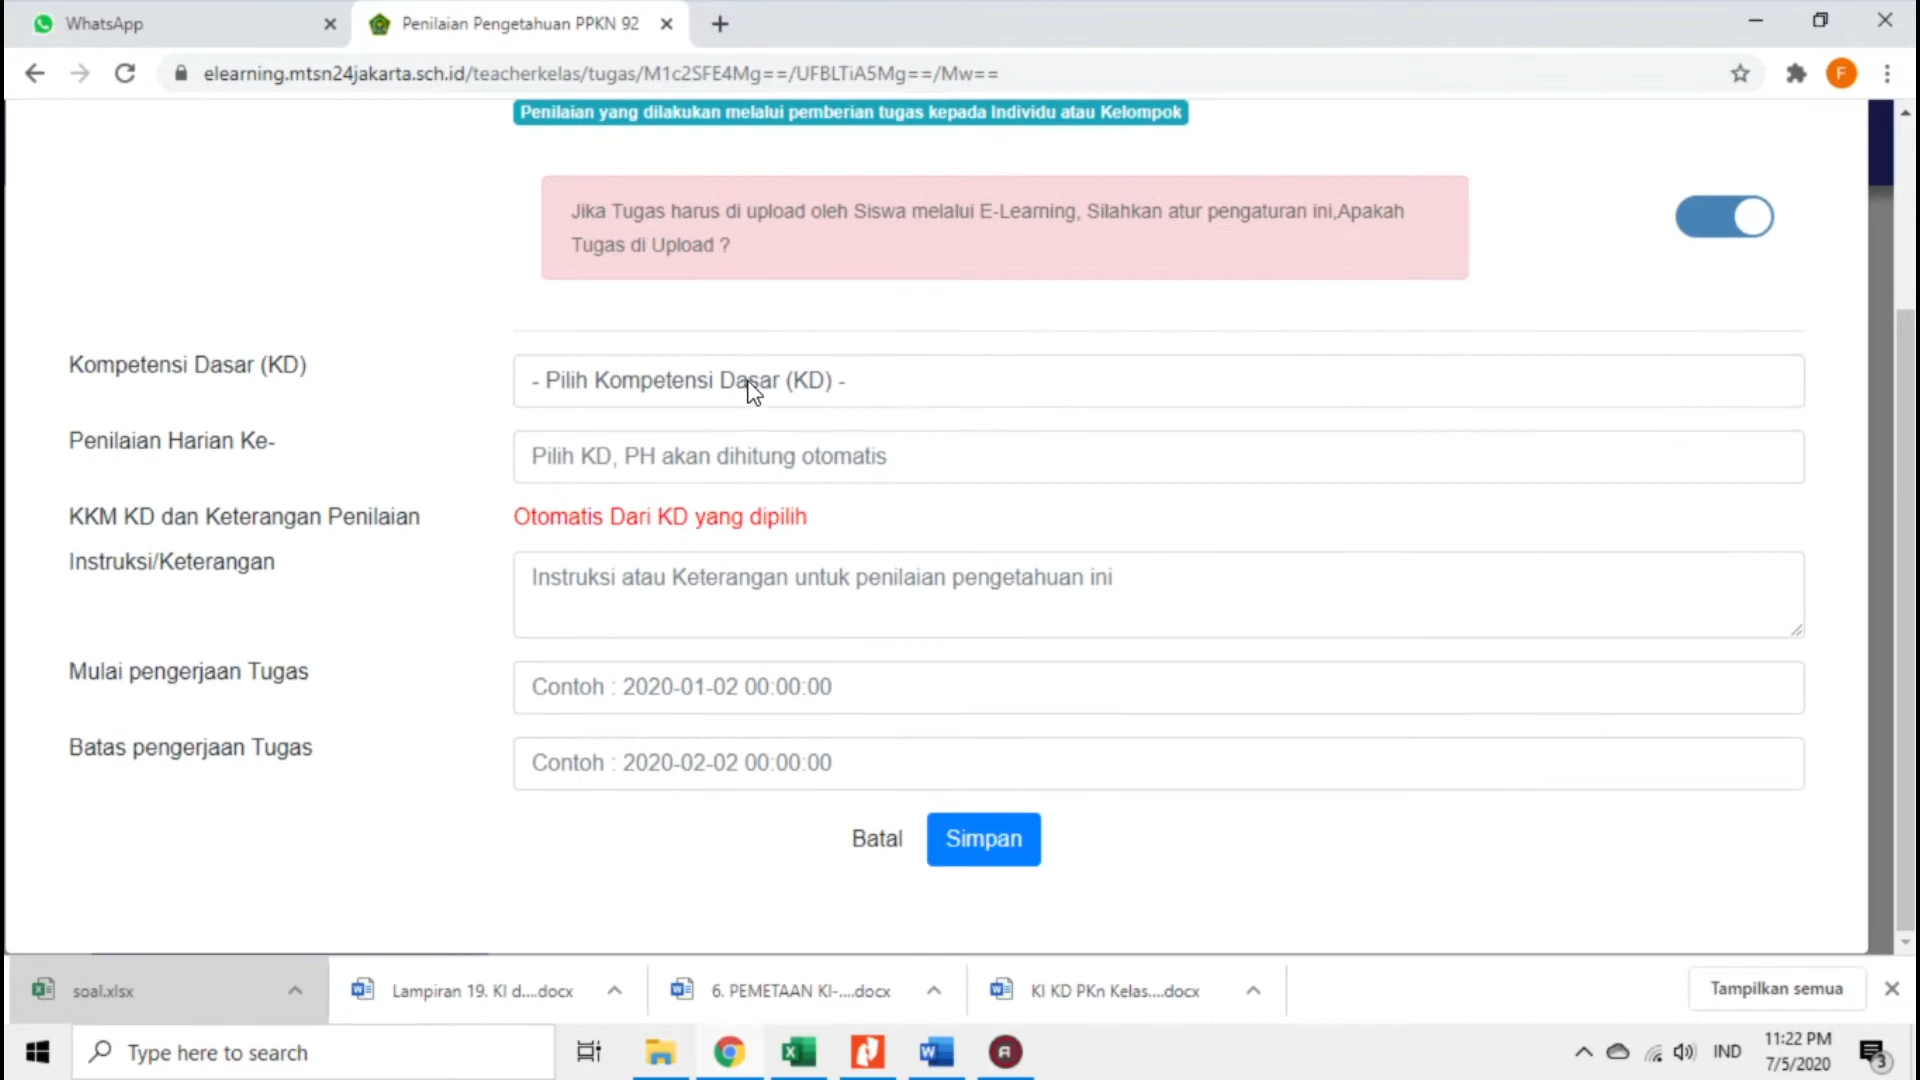 WhatsApp
Penilaian Pengetahuan PPKN 92
elearning.mtsn24jakarta.sch.id/teacherkelas/tugas/M1c2SFE4Mg==/UFBLTiA5Mg==/Mw==
F
Penilaian yang dilakukan melalui pemberian tugas kepada Individu atau Kelompok
Jika Tugas harus di upload oleh Siswa melalui E-Learning, Silahkan atur pengaturan ini,Apakah
Tugas di Upload ?
Kompetensi Dasar (KD)
- Pilih Kompetensi Dasar (KD) -
Penilaian Harian Ke-
Pilih KD, PH akan dihitung otomatis
KKM KD dan Keterangan Penilaian
Otomatis Dari KD yang dipilih
Instruksi/Keterangan
Instruksi atau Keterangan untuk penilaian pengetahuan ini
Mulai pengerjaan Tugas
Contoh : 2020-01-02 00:00:00
Batas pengerjaan Tugas
Contoh : 2020-02-02 00:00:00
Batal
Simpan
soal.xlsx
Lampiran 19. KI d....docx
6. PEMETAAN KI-....docx
KI KD PKn Kelas....docx
Tampilkan semua
Type here to search
IND
11:22 PM
7/5/2020
3